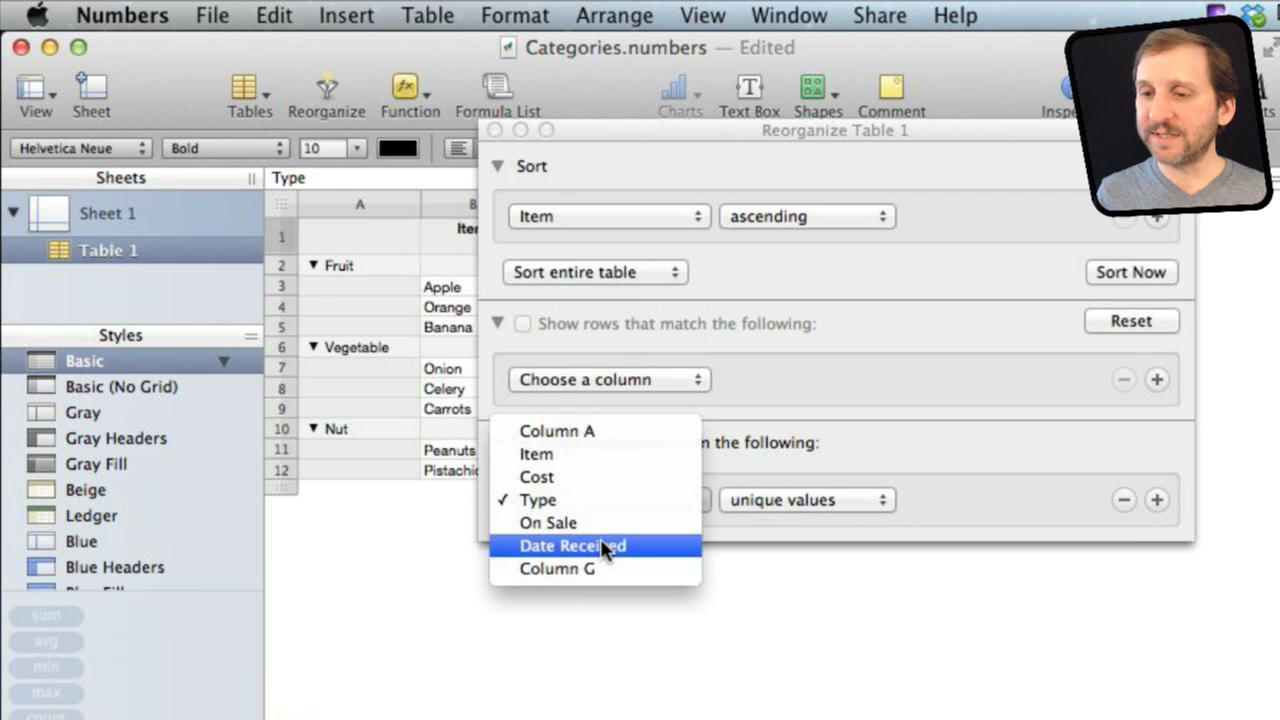 Numbers File Edit Insert Table Format Arrange View Window Share Help
Categories.numbers — Edited
View Sheet Tables Reorganize Function Formula List Charts Text Box Shapes Comment
Helvetica Neue Bold 10
Reorganize Table 1
Sheets
Type
Sort
Sheet 1
Table 1
A
Item ascending
1
2 Fruit
3 Apple
4 Orange
5 Banana
6 Vegetable
7 Onion
8 Celery
9 Carrots
10 Nut
11 Peanuts
12
Sort entire table Sort Now
Show rows that match the following: Reset
Choose a column
the following:
Column A
Item
Cost
Type
On Sale
Date Received
Column G
unique values
Styles
Basic
Basic (No Grid)
Gray
Gray Headers
Gray Fill
Beige
Ledger
Blue
Blue Headers
sum
avg
min
max
count